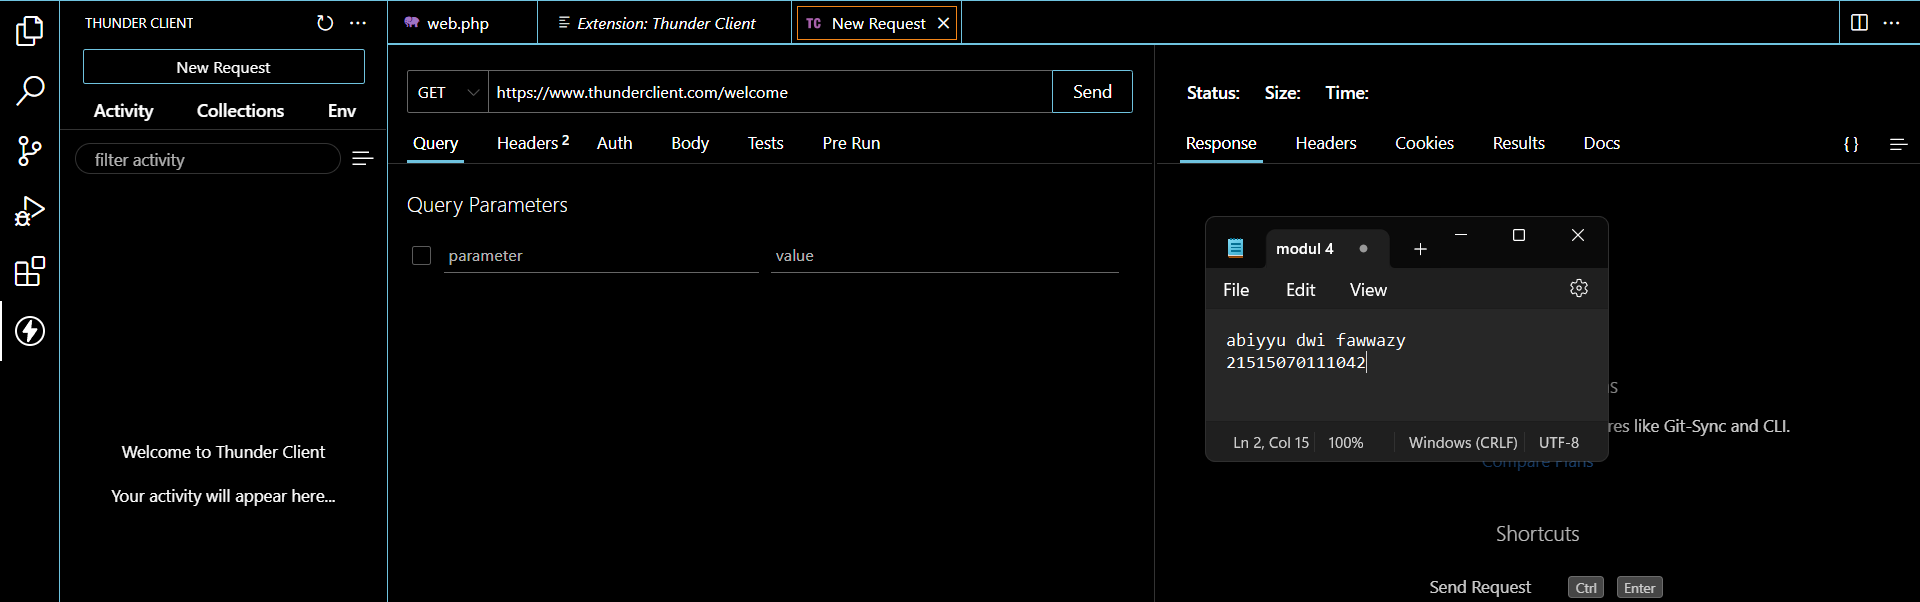 THUNDER CLIENT
New Request
Activity Collections Env
filter activity
Welcome to Thunder Client
Your activity will appear here...
web.php
Extension: Thunder Client
TC New Request
GET
https://www.thunderclient.com/welcome
Send
Query Headers 2 Auth Body Tests Pre Run
Query Parameters
parameter value
Status: Size: Time:
Response Headers Cookies Results Docs
{}
modul 4
File Edit View
abiyyu dwi fawwazy
21515070111042
Ln 2, Col 15 100% Windows (CRLF) UTF-8
like Git-Sync and CLI.
Compare Plans
Shortcuts
Send Request Ctrl Enter